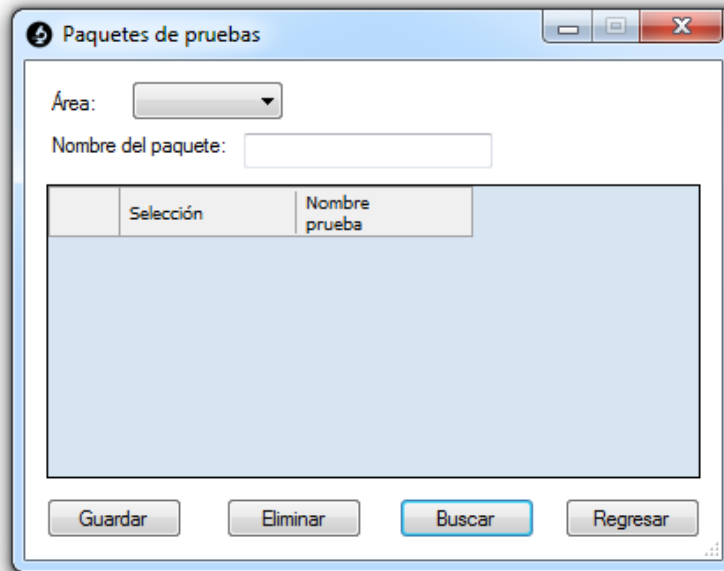 Paquetes de pruebas
Área:
Nombre del paquete:
Selección
Nombre
prueba
Guardar
Eliminar
Buscar
Regresar